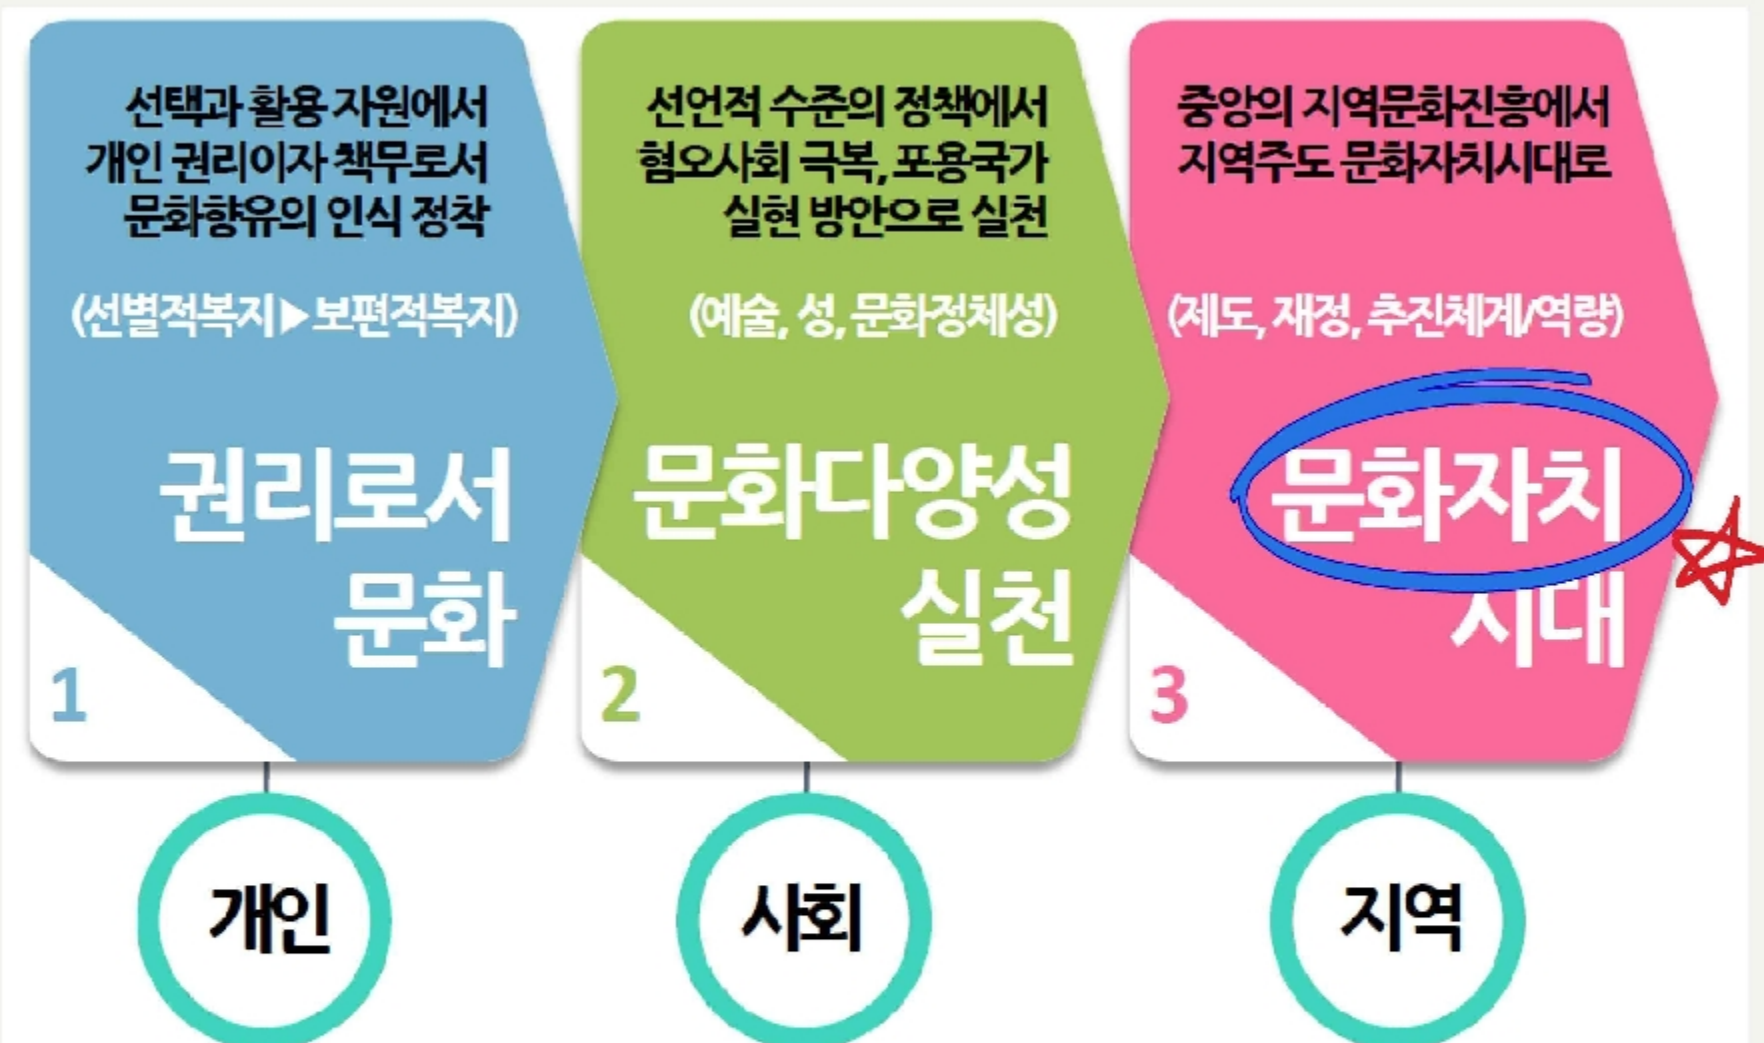 선택과 활용 자원에서
개인 권리이자 책무로서
문화향유의 인식 정착
(선별적복지▶보편적복지)
권리로서
문화
1
개인
선언적 수준의 정책에서
혐오사회 극복, 포용국가
실현 방안으로 실천
(예술, 성, 문화정체성)
문화다양성
실천
2
사회
중앙의 지역문화진흥에서
지역주도 문화자치시대로
(제도, 재정, 추진체계/역량)
문화자치
시대
3
지역